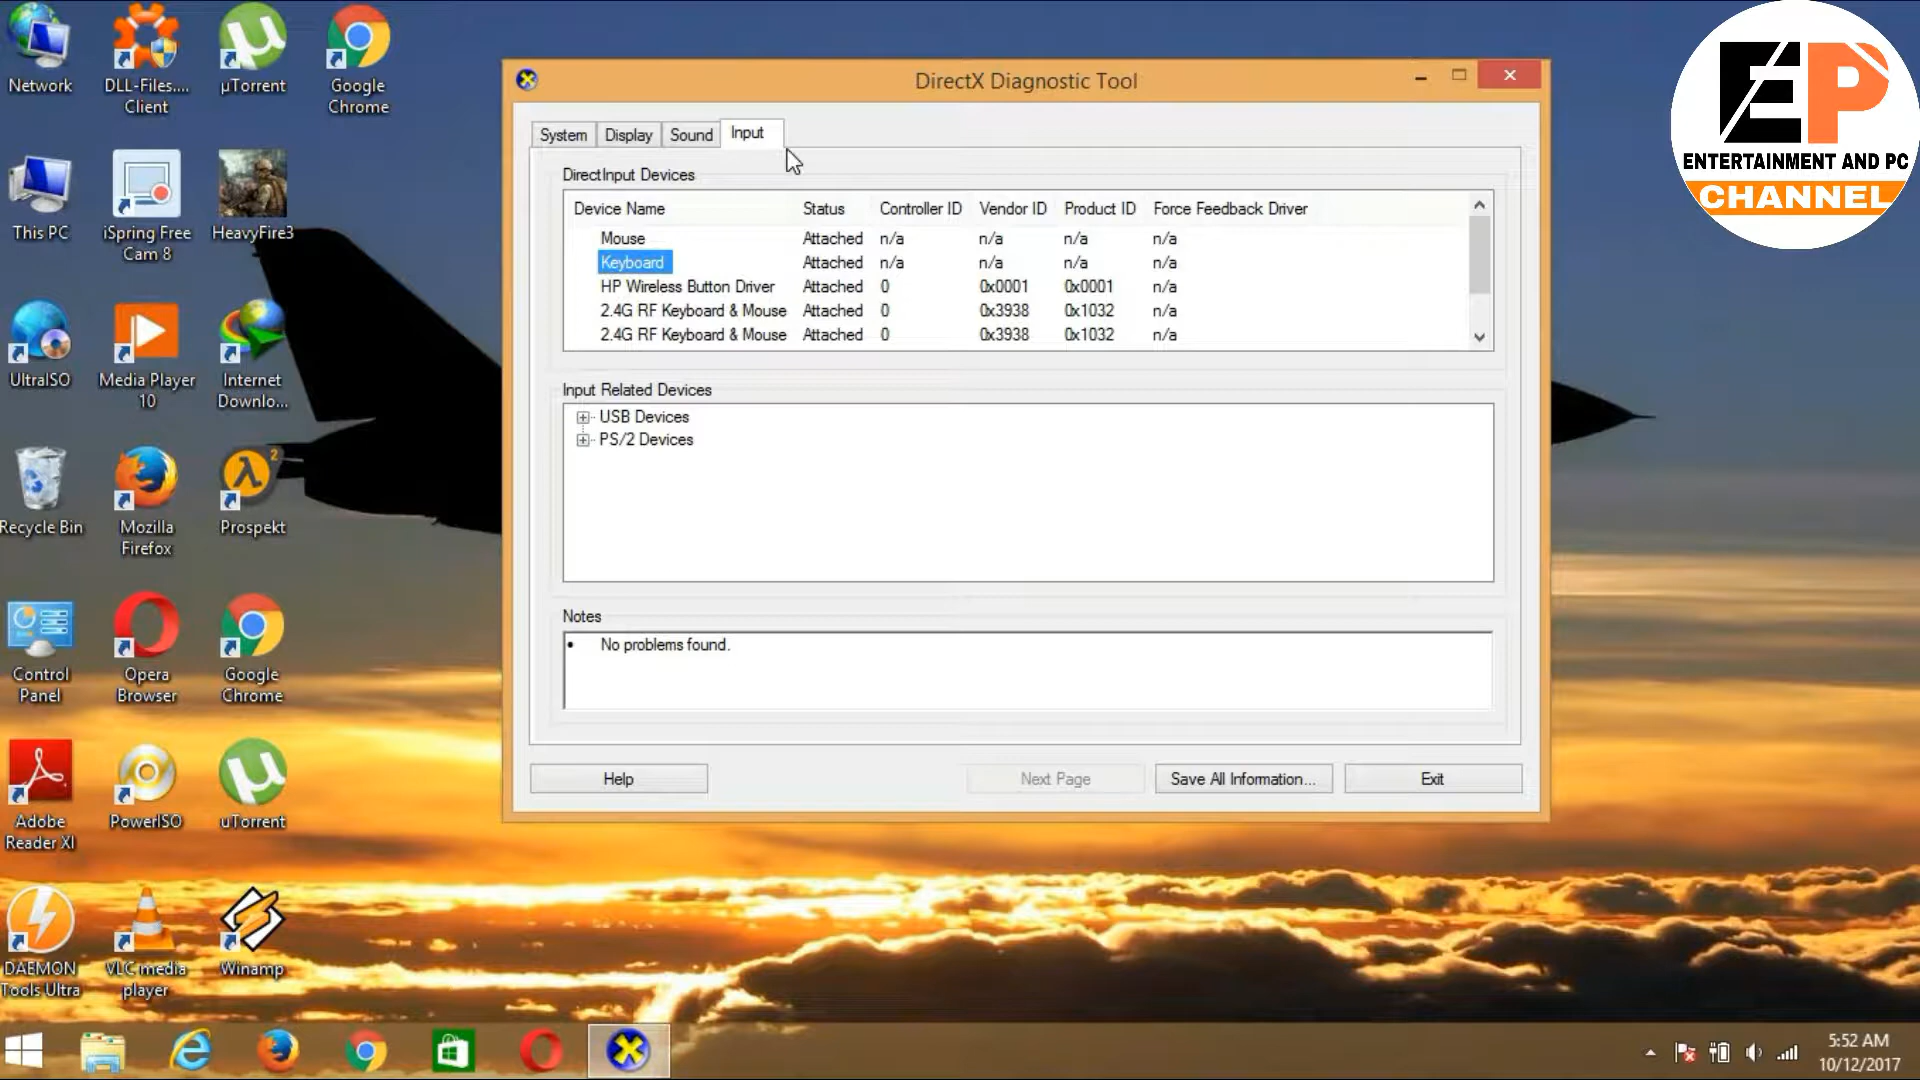 Network
DLL-Files....
Client
µTorrent
Google
Chrome
This PC
iSpring Free
Cam 8
HeavyFire3
UltraISO
Media Player
10
Internet
Downlo...
Recycle Bin
Mozilla
Firefox
Prospekt
2
Control
Panel
Opera
Browser
Google
Chrome
Adobe
Reader XI
PowerISO
uTorrent
DAEMON
Tools Ultra
VLC media
player
Winamp
DirectX Diagnostic Tool
System Display Sound Input
DirectInput Devices
Device Name Status Controller ID Vendor ID Product ID Force Feedback Driver
Mouse Attached n/a n/a n/a n/a
Keyboard Attached n/a n/a n/a n/a
HP Wireless Button Driver Attached 0 0x0001 0x0001 n/a
2.4G RF Keyboard & Mouse Attached 0 0x3938 0x1032 n/a
2.4G RF Keyboard & Mouse Attached 0 0x3938 0x1032 n/a
Input Related Devices
USB Devices
PS/2 Devices
Notes
No problems found.
Help Next Page Save All Information... Exit
EP
ENTERTAINMENT AND PC
CHANNEL
5:52 AM
10/12/2017